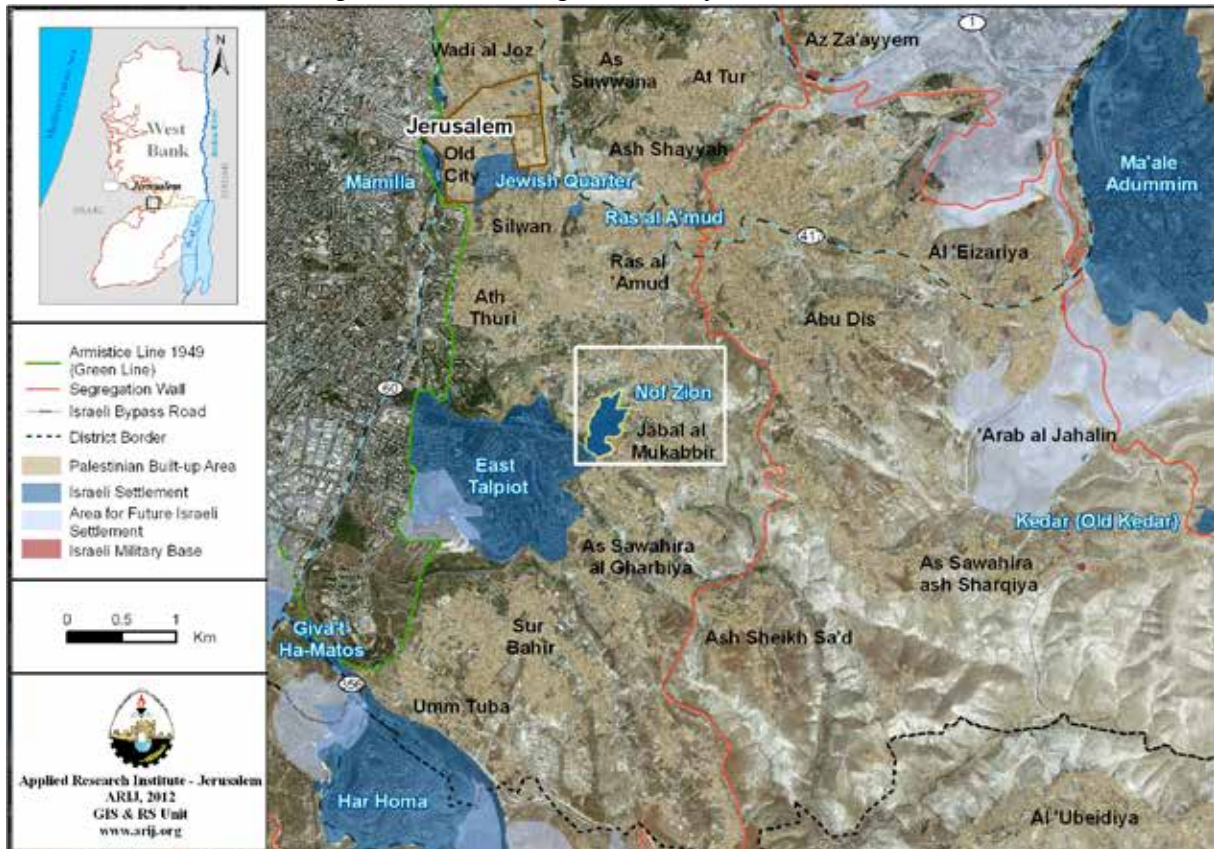 N
Mediterranean Sea
West
Bank
Jerusalem
Armistice Line 1949
(Green Line)
Segregation Wall
Israeli Bypass Road
District Border
Palestinian Built-up Area
Israeli Settlement
Area for Future Israeli
Settlement
Israeli Military Base
0 0.5 1
Km
Applied Research Institute - Jerusalem
ARIJ, 2012
GIS & RS Unit
www.arij.org
Wadi al Joz
As
Suwwana
At Tur
Az Za'ayyem
1
Jerusalem
Old
City
Ash Shayyah
Mamilla
Jewish Quarter
Ma'ale
Adummim
Silwan
Ras al A'mud
417
Al 'Eizariya
Ras al
'Amud
Ath
Thuri
Abu Dis
60
Nof Zion
Jabal al
Mukabbir
'Arab al Jahalin
East
Talpiot
Kedar (Old Kedar)
As Sawahira
al Gharbiya
As Sawahira
ash Sharqiya
Giva't
Ha-Matos
Sur
Bahir
Ash Sheikh Sa'd
356
Umm Tuba
Har Homa
Al 'Ubeidiya